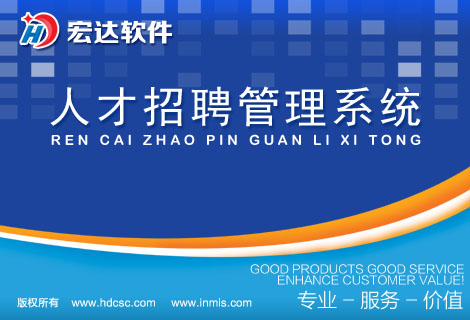 HD 宏达软件
人才招聘管理系统
REN CAI ZHAO PIN GUAN LI XI TONG
GOOD PRODUCTS GOOD SERVICE
ENHANCE CUSTOMER VALUE!
版权所有 www.hdcsc.com www.inmis.com 专业－服务－价值